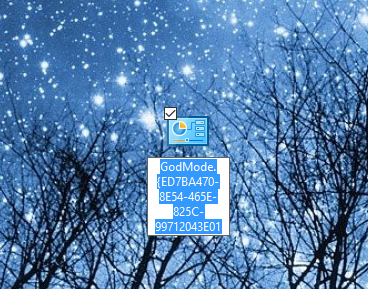 GodMode.
{ED7BA470-
8E54-465E-
825C-
99712043E01